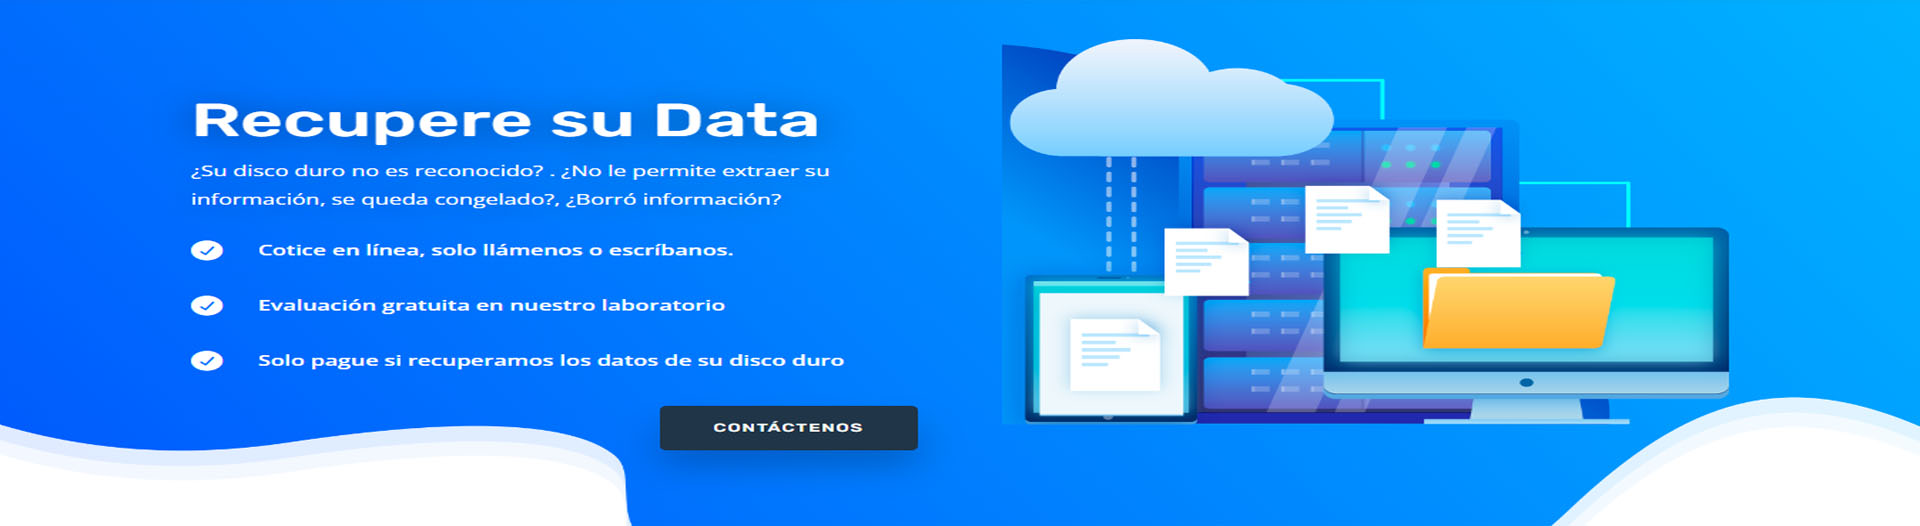 Recupere su Data
¿Su disco duro no es reconocido? . ¿No le permite extraer su
información, se queda congelado?, ¿Borró información?
Cotice en línea, solo llámenos o escríbanos.
Evaluación gratuita en nuestro laboratorio
Solo pague si recuperamos los datos de su disco duro
CONTÁCTENOS